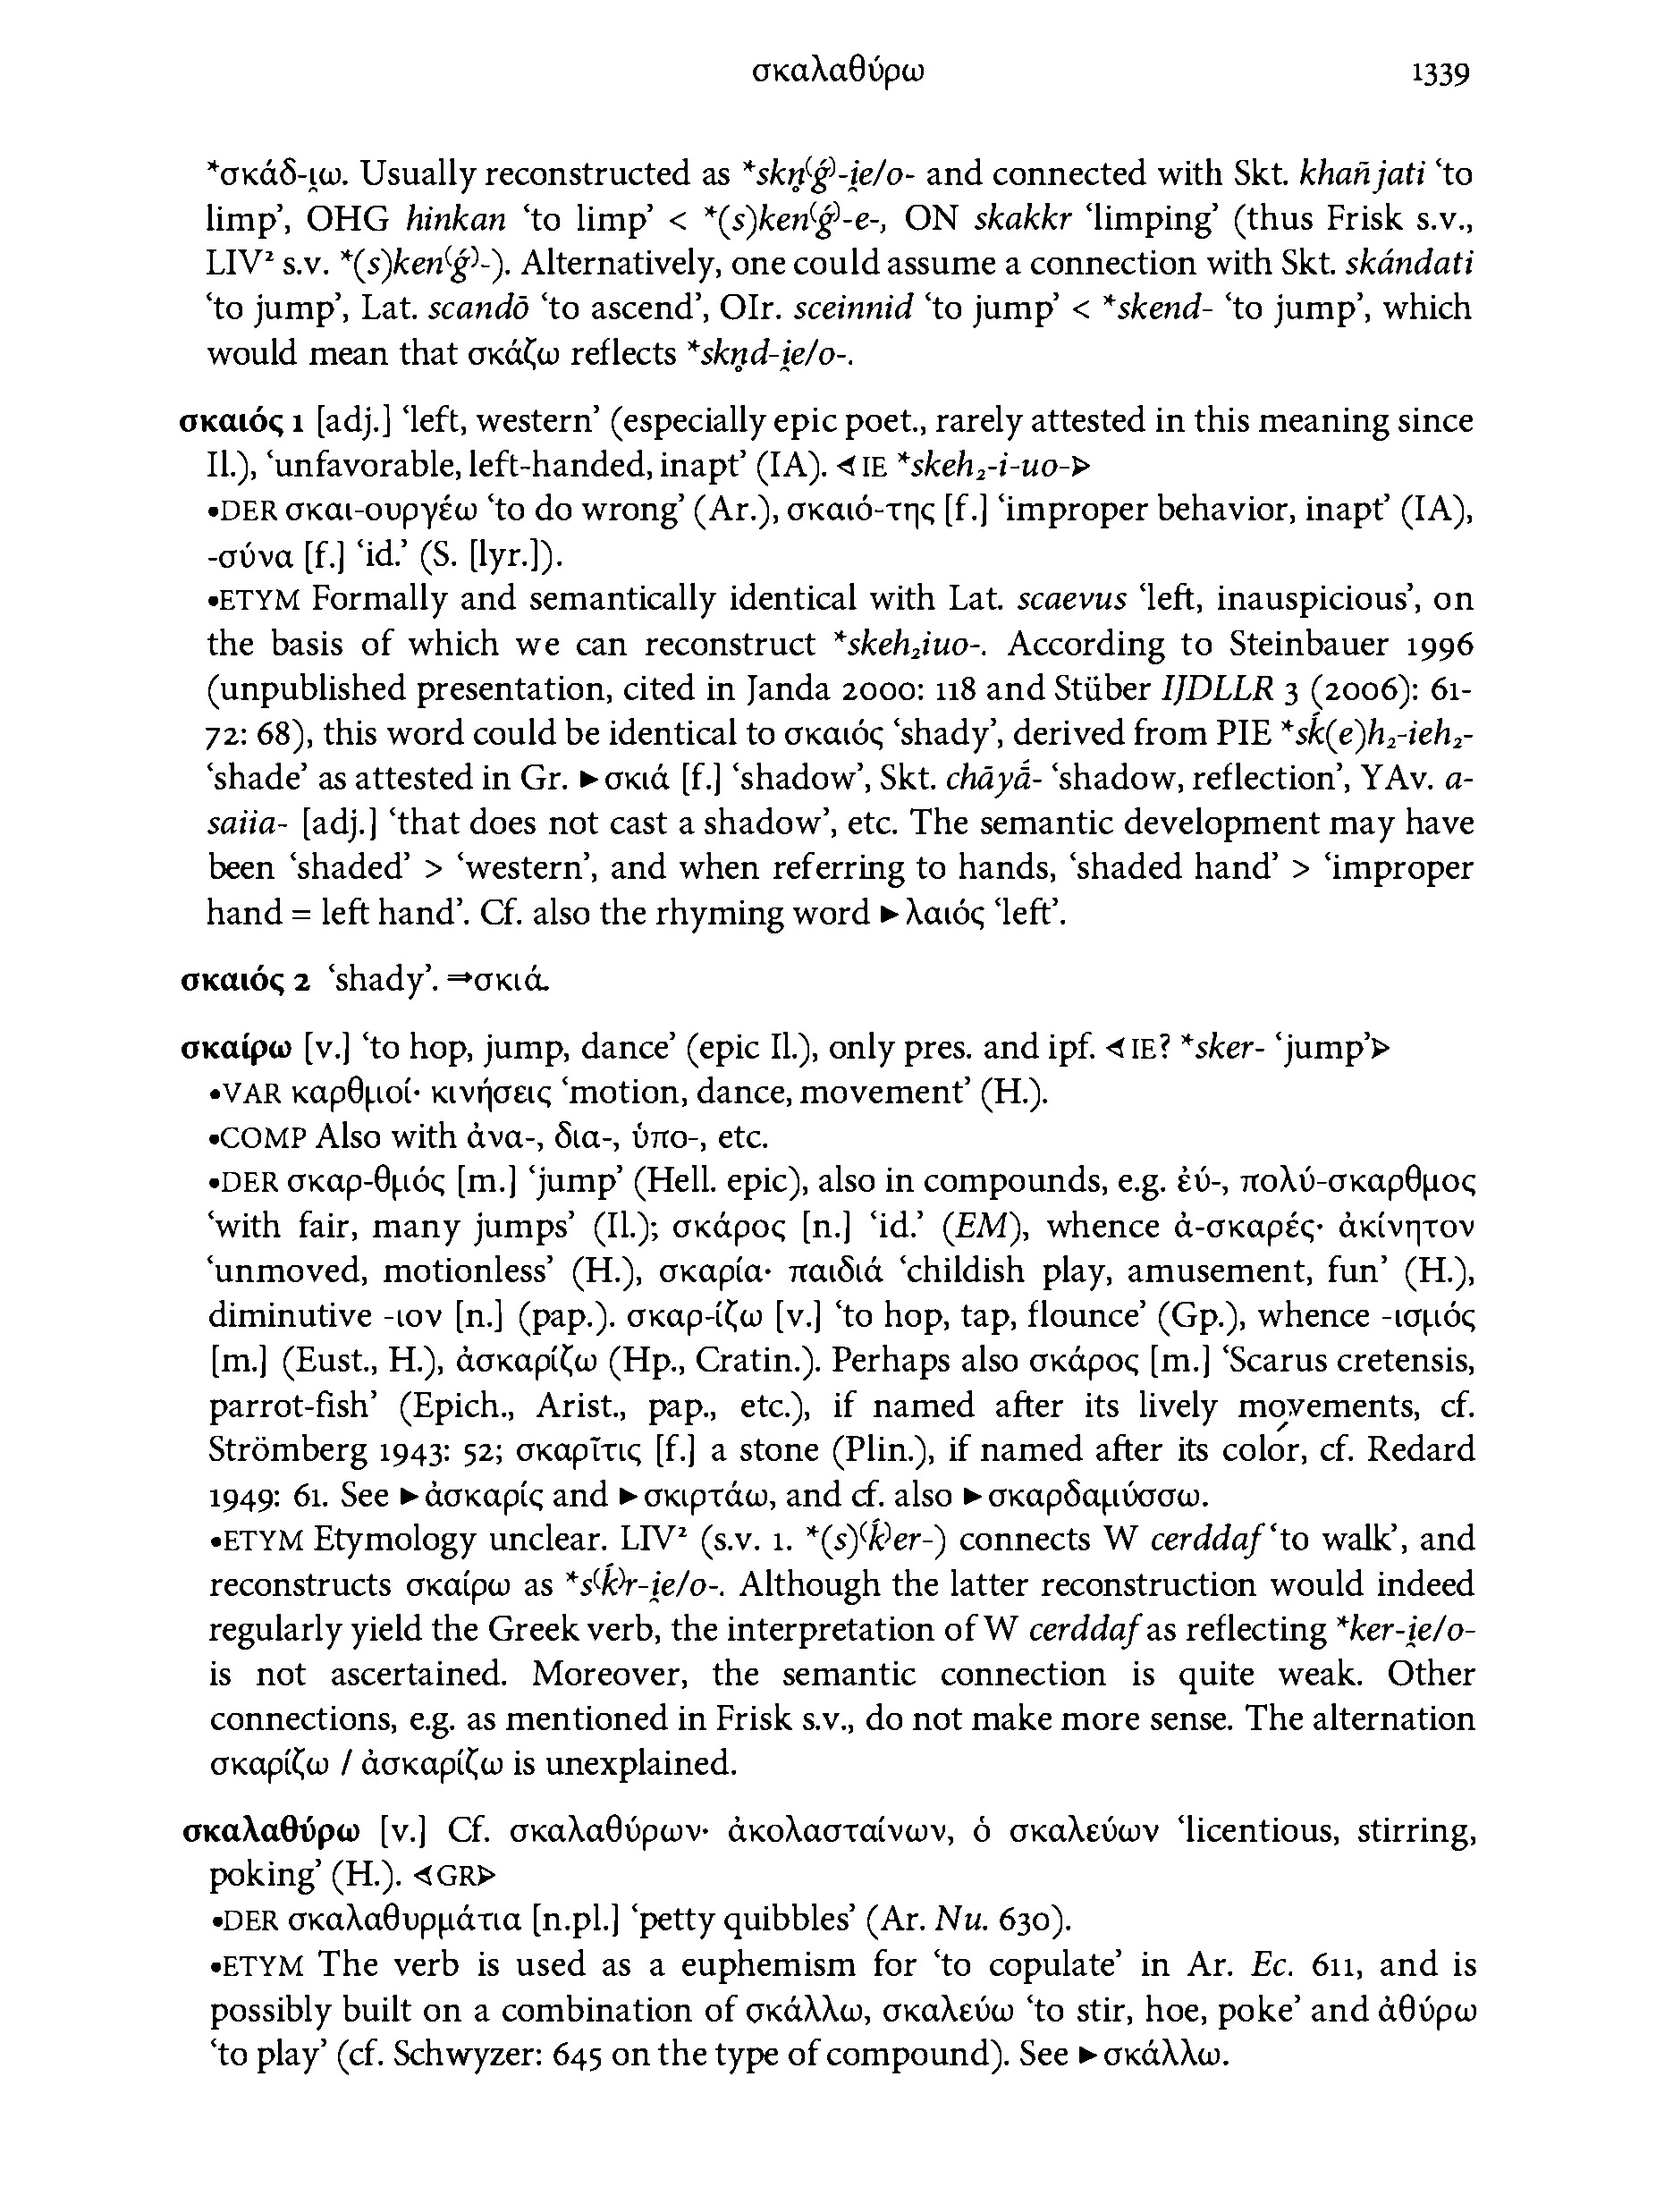 σκαλαθύρω 1339
*σκάδ-ι̯ω. Usually reconstructed as *skn̥⁽ǵ⁾-i̯e/o- and connected with Skt. khañjati ‘to
limp’, OHG hinkan ‘to limp’ < *(s)ken⁽ǵ⁾-e-, ON skakkr ‘limping’ (thus Frisk s.v.,
LIV² s.v. *(s)ken⁽ǵ⁾-). Alternatively, one could assume a connection with Skt. skándati
‘to jump’, Lat. scandō ‘to ascend’, OIr. sceinnid ‘to jump’ < *skend- ‘to jump’, which
would mean that σκάζω reflects *skn̥d-i̯e/o-.
σκαιός 1 [adj.] ‘left, western’ (especially epic poet., rarely attested in this meaning since
Il.), ‘unfavorable, left-handed, inapt’ (IA). ⊲IE *skeh₂-i-uo-⊳
•DER σκαι-ουργέω ‘to do wrong’ (Ar.), σκαιό-της [f.] ‘improper behavior, inapt’ (IA),
-σύνα [f.] ‘id.’ (S. [lyr.]).
•ETYM Formally and semantically identical with Lat. scaevus ‘left, inauspicious’, on
the basis of which we can reconstruct *skeh₂iuo-. According to Steinbauer 1996
(unpublished presentation, cited in Janda 2000: 118 and Stüber IJDLLR 3 (2006): 61-
72: 68), this word could be identical to σκαιός ‘shady’, derived from PIE *sḱ(e)h₂-ieh₂-
‘shade’ as attested in Gr. ►σκιά [f.] ‘shadow’, Skt. chāyā́- ‘shadow, reflection’, YAv. a-
saiia- [adj.] ‘that does not cast a shadow’, etc. The semantic development may have
been ‘shaded’ > ‘western’, and when referring to hands, ‘shaded hand’ > ‘improper
hand = left hand’. Cf. also the rhyming word ►λαιός ‘left’.
σκαιός 2 ‘shady’. ⇒σκιά.
σκαίρω [v.] ‘to hop, jump, dance’ (epic Il.), only pres. and ipf. ⊲IE? *sker- ‘jump’⊳
•VAR καρθμοί· κινήσεις ‘motion, dance, movement’ (H.).
•COMP Also with ἀνα-, δια-, ὑπο-, etc.
•DER σκαρ-θμός [m.] ‘jump’ (Hell. epic), also in compounds, e.g. ἐύ-, πολύ-σκαρθμος
‘with fair, many jumps’ (Il.); σκάρος [n.] ‘id.’ (EM), whence ἀ-σκαρές· ἀκίνητον
‘unmoved, motionless’ (H.), σκαρία· παιδιά ‘childish play, amusement, fun’ (H.),
diminutive -ιον [n.] (pap.). σκαρ-ίζω [v.] ‘to hop, tap, flounce’ (Gp.), whence -ισμός
[m.] (Eust., H.), ἀσκαρίζω (Hp., Cratin.). Perhaps also σκάρος [m.] ‘Scarus cretensis,
parrot-fish’ (Epich., Arist., pap., etc.), if named after its lively movements, cf.
Strömberg 1943: 52; σκαρῖτις [f.] a stone (Plin.), if named after its color, cf. Redard
1949: 61. See ►ἀσκαρίς and ►σκιρτάω, and cf. also ►σκαρδαμύσσω.
•ETYM Etymology unclear. LIV² (s.v. 1. *(s)⁽ḱ⁾er-) connects W cerddaf ‘to walk’, and
reconstructs σκαίρω as *s⁽ḱ⁾r-i̯e/o-. Although the latter reconstruction would indeed
regularly yield the Greek verb, the interpretation of W cerddaf as reflecting *ker-i̯e/o-
is not ascertained. Moreover, the semantic connection is quite weak. Other
connections, e.g. as mentioned in Frisk s.v., do not make more sense. The alternation
σκαρίζω / ἀσκαρίζω is unexplained.
σκαλαθύρω [v.] Cf. σκαλαθύρων· ἀκολασταίνων, ὁ σκαλεύων ‘licentious, stirring,
poking’ (H.). ⊲GR⊳
•DER σκαλαθυρμάτια [n.pl.] ‘petty quibbles’ (Ar. Nu. 630).
•ETYM The verb is used as a euphemism for ‘to copulate’ in Ar. Ec. 611, and is
possibly built on a combination of σκάλλω, σκαλεύω ‘to stir, hoe, poke’ and ἀθύρω
‘to play’ (cf. Schwyzer: 645 on the type of compound). See ►σκάλλω.